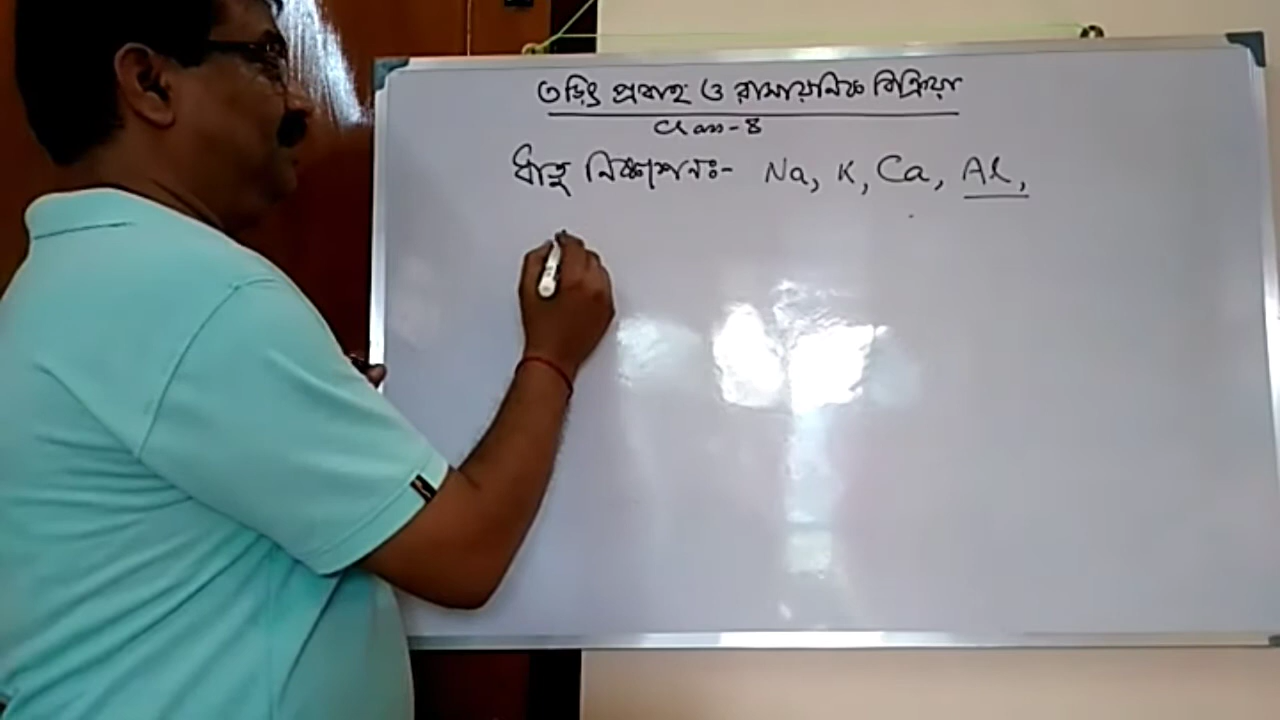 তড়িৎ প্রবাহ ও রাসায়নিক বিক্রিয়া
Class-8
ধাতু নিষ্কাশনঃ- Na, K, Ca, Al,